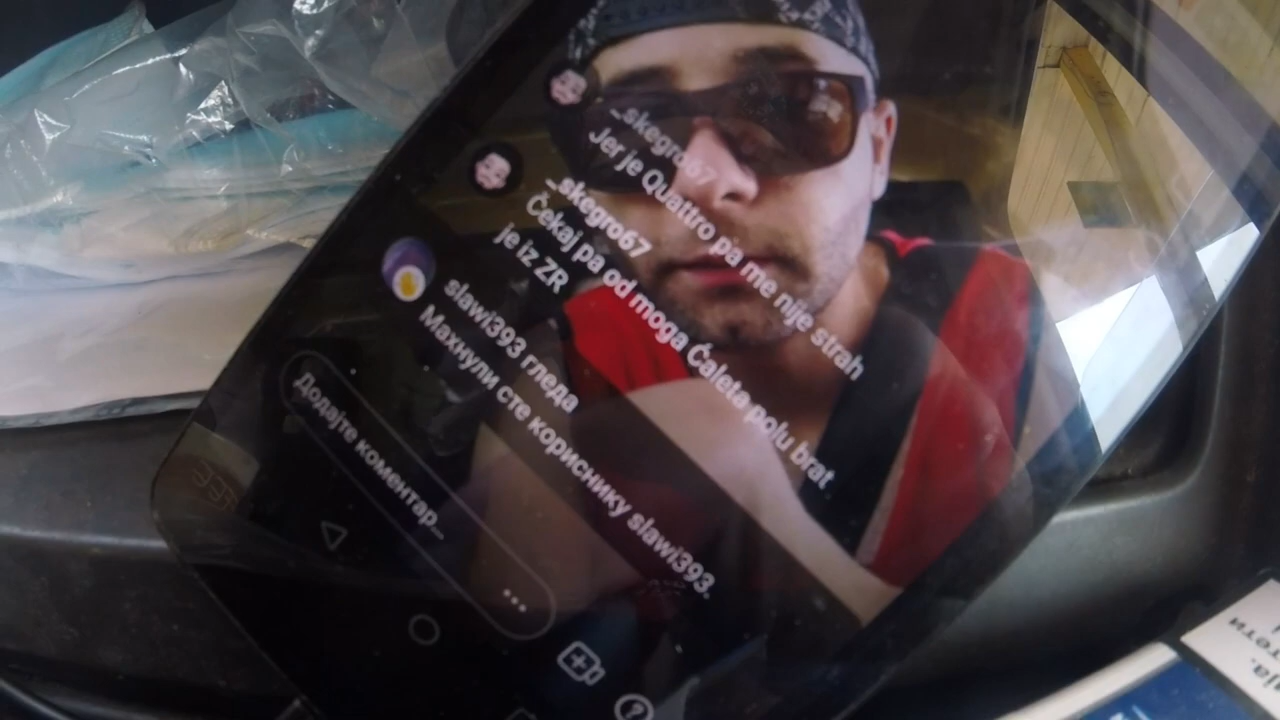 _skegro67
Jer je Quattro pa me nije strah
_skegro67
Čekaj pa od moga Ćaleta polu brat
je iz ZR
slawi393 гледа
Махнули сте кориснику slawi393.
Додајте коментар...